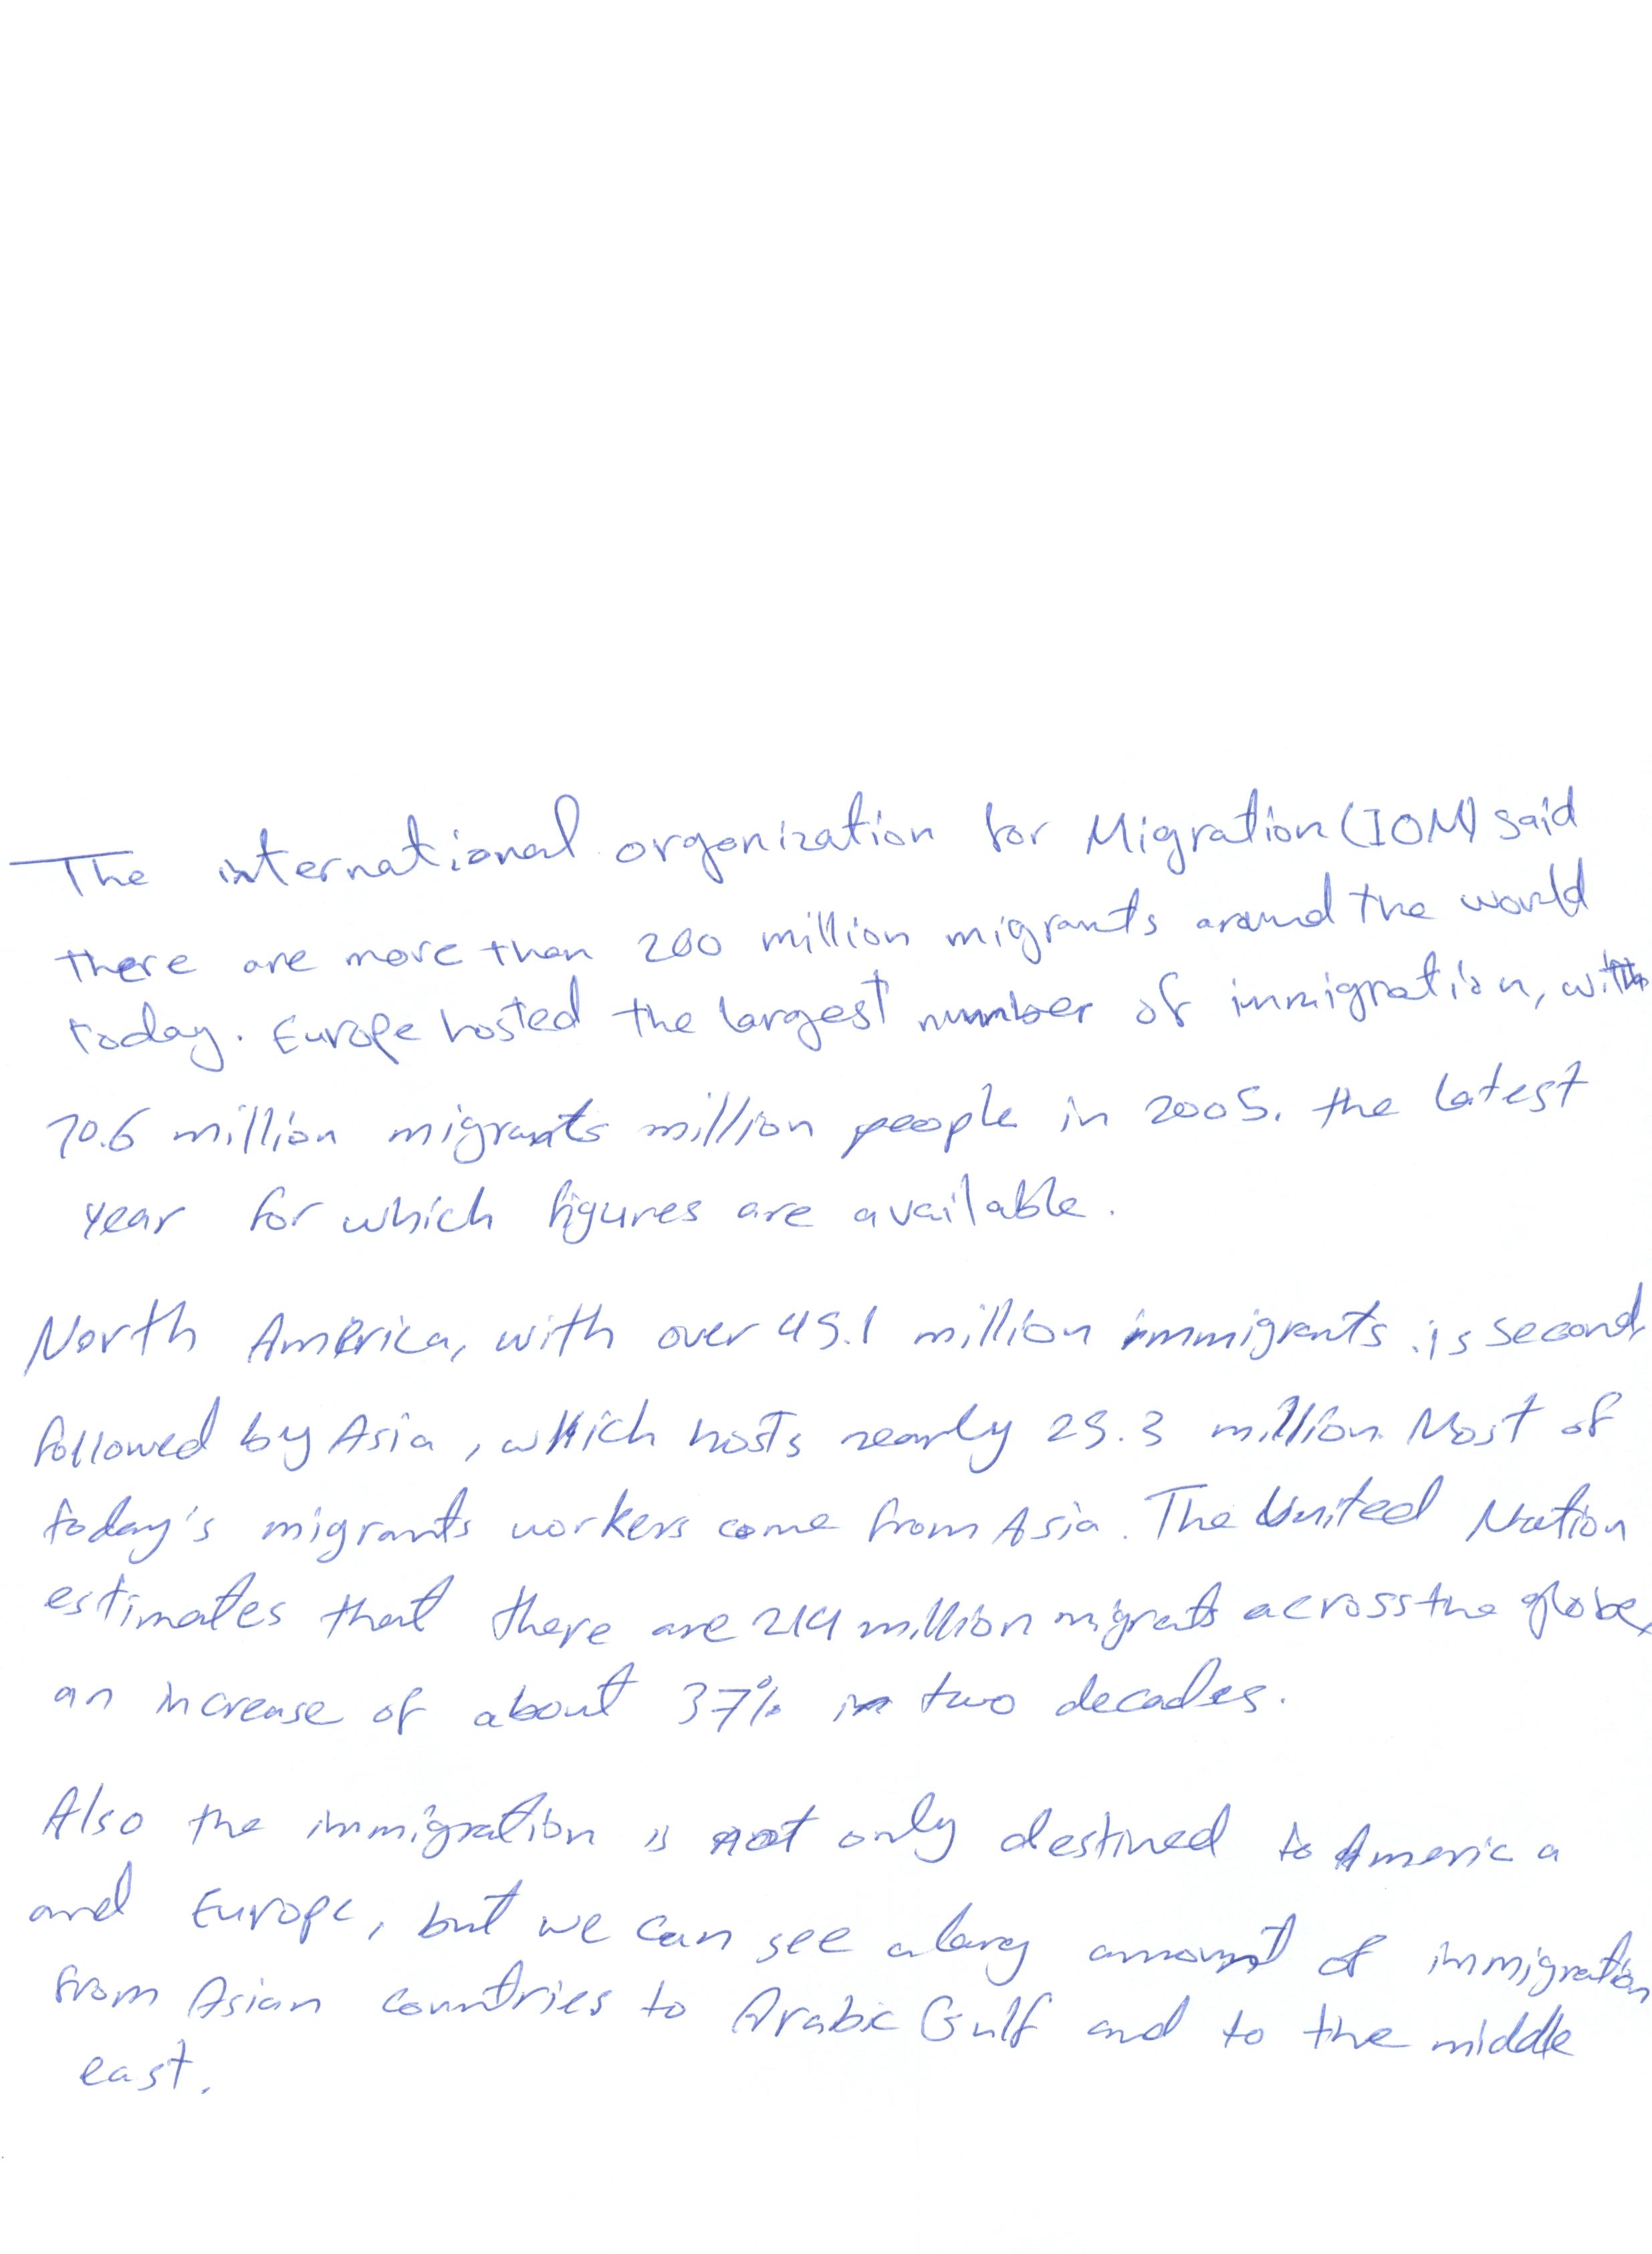 The international organization for Migration (IOM) said
there are more than 200 million migrants around the world
today. Europe hosted the largest number of immigration, with
70.6 million migrants million people in 2005. the latest
year for which figures are available.
North America, with over 45.1 million immigrants .is second
followed by Asia, which hosts nearly 25.3 million. Most of
today's migrants workers come from Asia. The United Nation
estimates that there are 214 million migrats across the globe,
an increase of about 37% in two decades.
Also the immigration is not only destined to America
and Europe, but we can see a larg amount of immigration
from Asian countries to Arabic Gulf and to the middle
east.